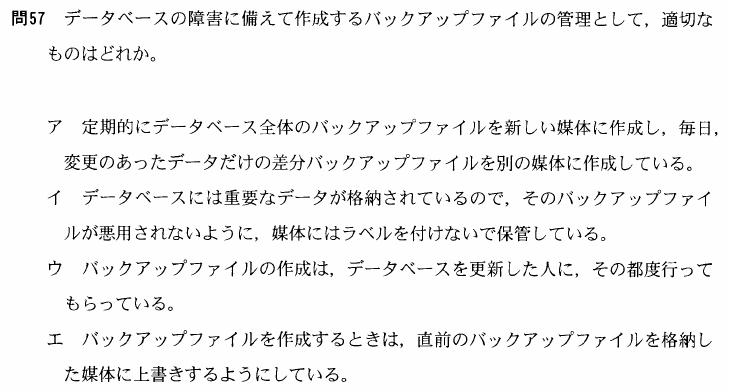 問57 データベースの障害に備えて作成するバックアップファイルの管理として，適切な
ものはどれか。
ア 定期的にデータベース全体のバックアップファイルを新しい媒体に作成し，毎日，
変更のあったデータだけの差分バックアップファイルを別の媒体に作成している。
イ データベースには重要なデータが格納されているので，そのバックアップファイ
ルが悪用されないように，媒体にはラベルを付けないで保管している。
ウ バックアップファイルの作成は，データベースを更新した人に，その都度行って
もらっている。
エ バックアップファイルを作成するときは，直前のバックアップファイルを格納し
た媒体に上書きするようにしている。